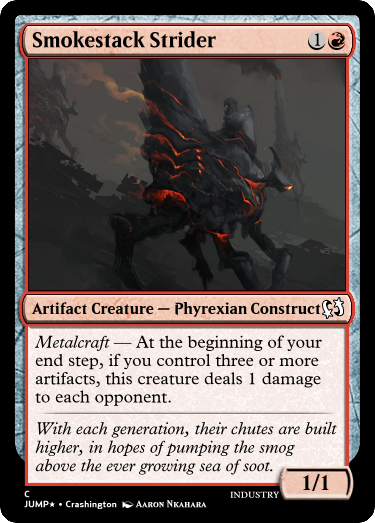 Smokestack Strider 1
Artifact Creature — Phyrexian Construct
Metalcraft — At the beginning of your
end step, if you control three or more
artifacts, this creature deals 1 damage
to each opponent.
With each generation, their chutes are built
higher, in hopes of pumping the smog
above the ever growing sea of soot.
1/1
C INDUSTRY
JUMP★ • Crashington Aaron Nkahara